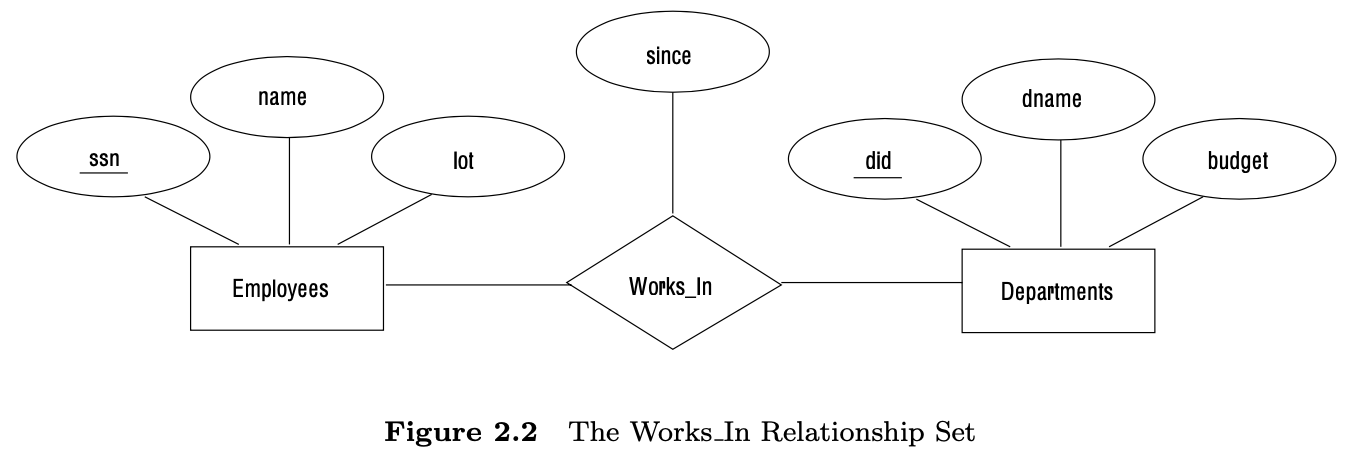 since
name
dname
ssn
lot
did
budget
Employees
Works_In
Departments
Figure 2.2 The Works_In Relationship Set